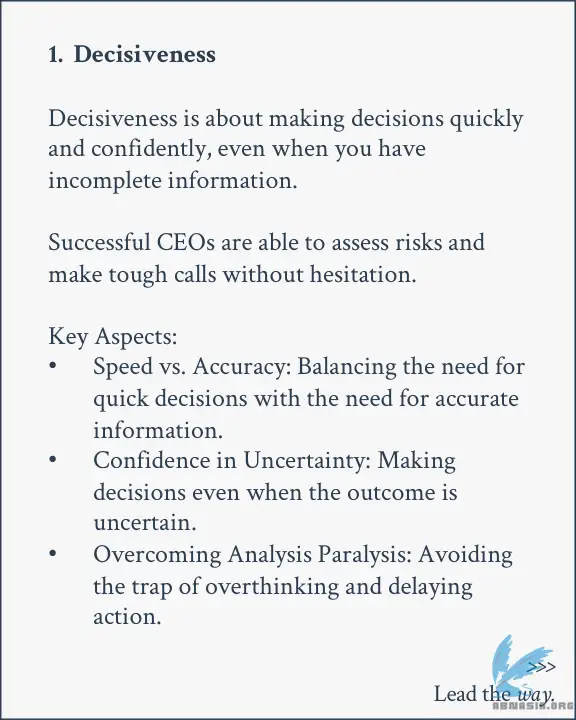 1. Decisiveness
Decisiveness is about making decisions quickly
and confidently, even when you have
incomplete information.
Successful CEOs are able to assess risks and
make tough calls without hesitation.
Key Aspects:
• Speed vs. Accuracy: Balancing the need for
quick decisions with the need for accurate
information.
• Confidence in Uncertainty: Making
decisions even when the outcome is
uncertain.
• Overcoming Analysis Paralysis: Avoiding
the trap of overthinking and delaying
action.
>>>
Lead the way.
ABMASIA.ORG